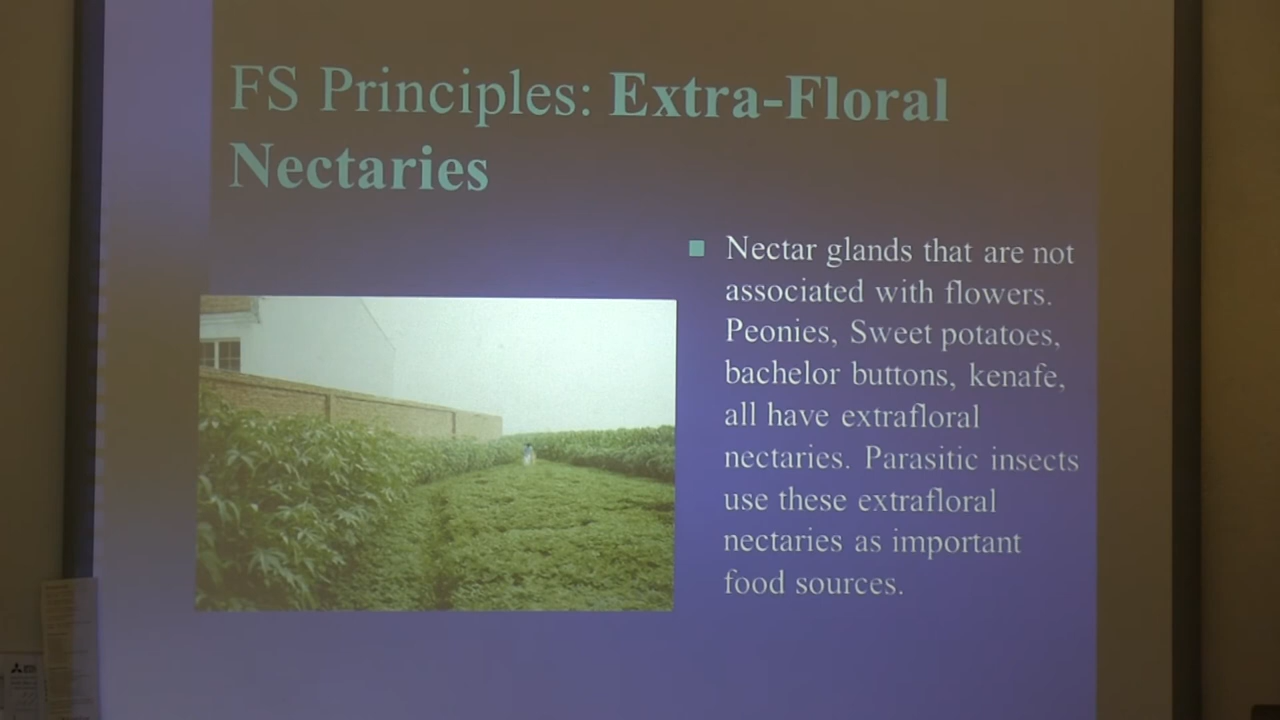 FS Principles: Extra-Floral
Nectaries
Nectar glands that are not
associated with flowers.
Peonies, Sweet potatoes,
bachelor buttons, kenafe,
all have extrafloral
nectaries. Parasitic insects
use these extrafloral
nectaries as important
food sources.